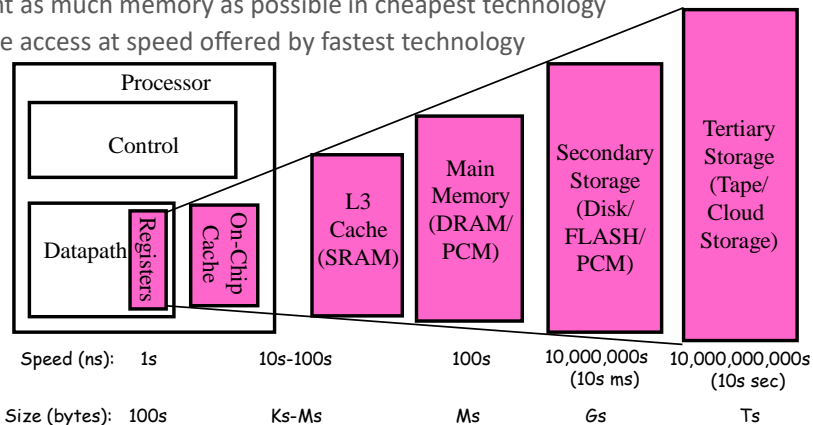 nt as much memory as possible in cheapest technology
e access at speed offered by fastest technology
Processor
Control
Datapath
Registers
On-Chip
Cache
L3
Cache
(SRAM)
Main
Memory
(DRAM/
PCM)
Secondary
Storage
(Disk/
FLASH/
PCM)
Tertiary
Storage
(Tape/
Cloud
Storage)
Speed (ns): 1s 10s-100s 100s 10,000,000s 10,000,000,000s
(10s ms) (10s sec)
Size (bytes): 100s Ks-Ms Ms Gs Ts